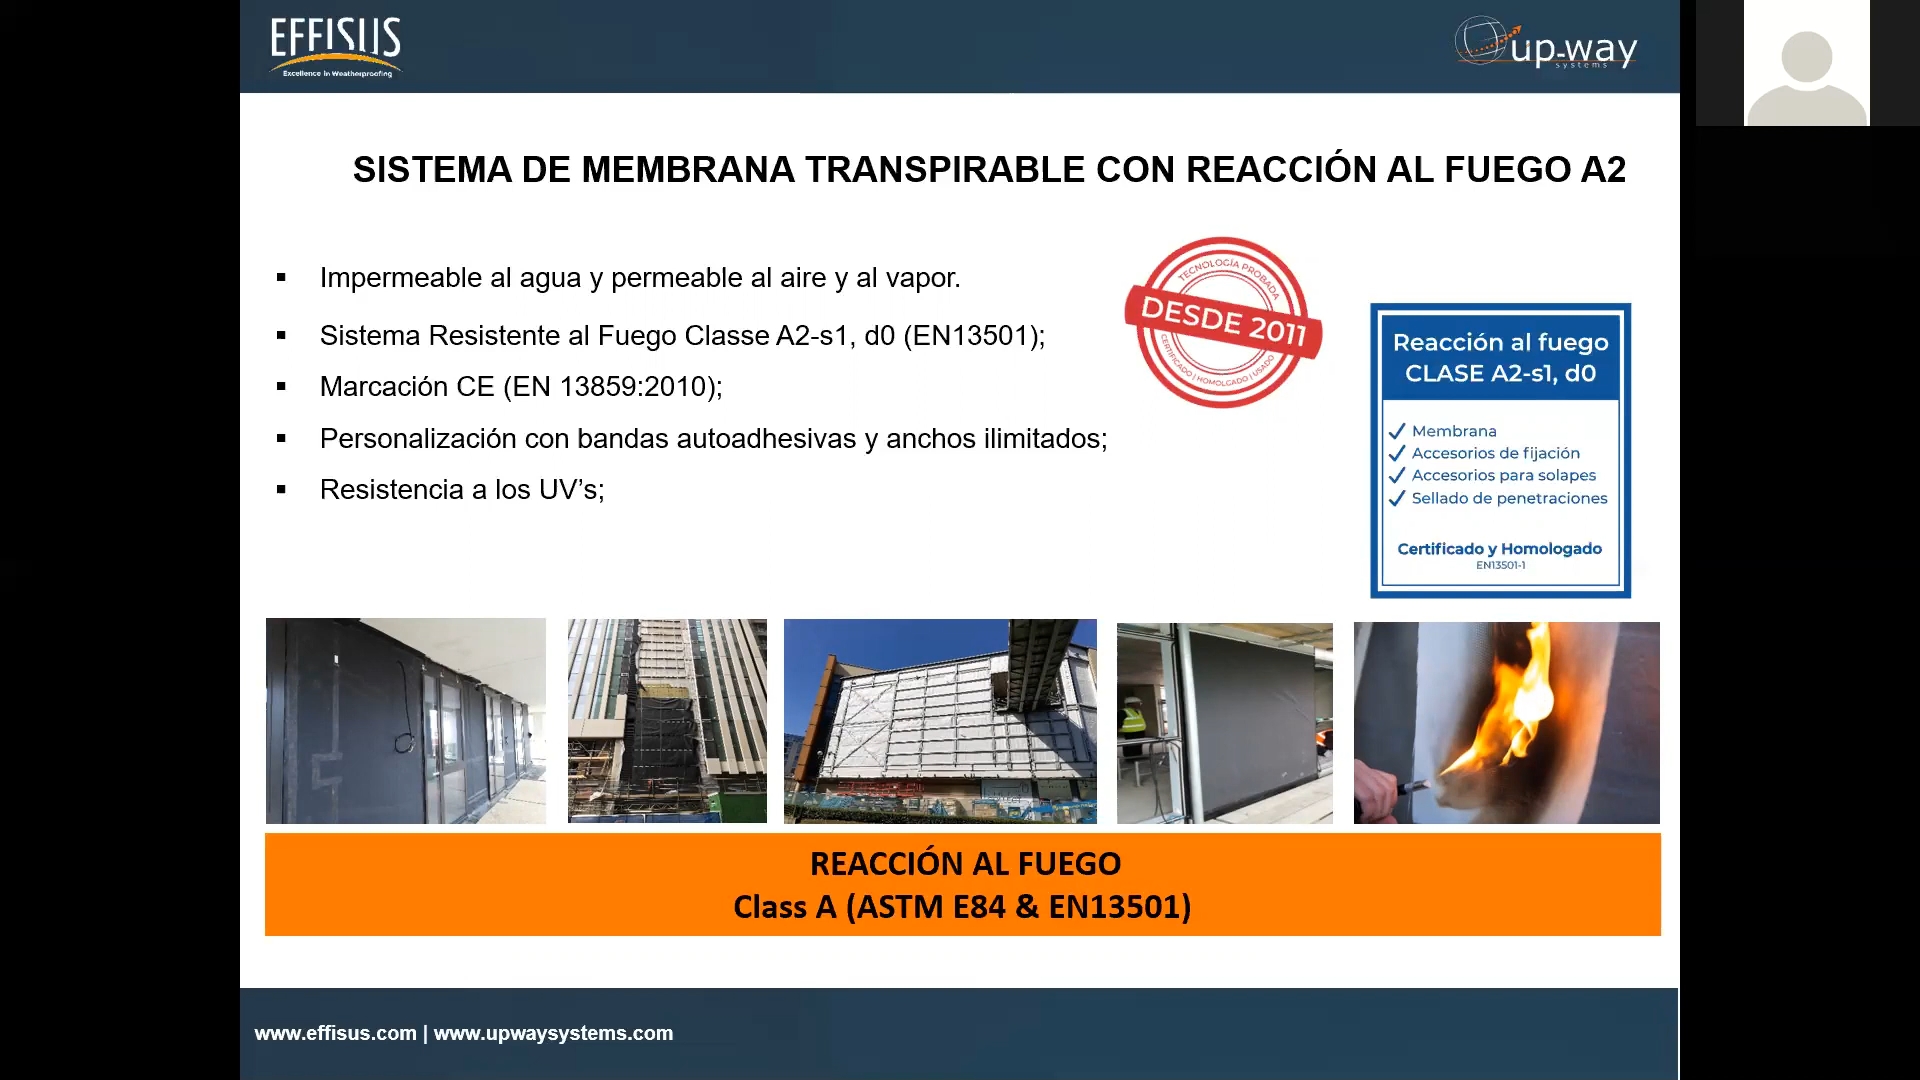 EFFISUS
Excellence in Weatherproofing
up-way
systems
SISTEMA DE MEMBRANA TRANSPIRABLE CON REACCIÓN AL FUEGO A2
▪ Impermeable al agua y permeable al aire y al vapor.
▪ Sistema Resistente al Fuego Classe A2-s1, d0 (EN13501);
▪ Marcación CE (EN 13859:2010);
▪ Personalización con bandas autoadhesivas y anchos ilimitados;
▪ Resistencia a los UV’s;
TECNOLOGÍA PROBADA
DESDE 2011
CERTIFICADO | HOMOLGADO | USADO
Reacción al fuego
CLASE A2-s1, d0
✓ Membrana
✓ Accesorios de fijación
✓ Accesorios para solapes
✓ Sellado de penetraciones
Certificado y Homologado
EN13501-1
REACCIÓN AL FUEGO
Class A (ASTM E84 & EN13501)
www.effisus.com | www.upwaysystems.com